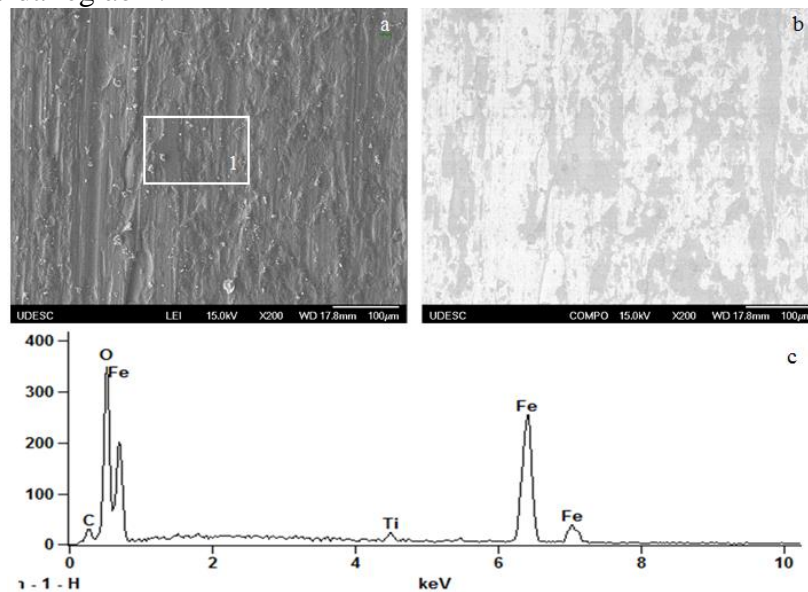 a
b
1
UDESC LEI 15.0kV X200 WD 17.8mm 100µm
UDESC COMPO 15.0kV X200 WD 17.8mm 100µm
c
400
300
200
100
0
O
Fe
C
Ti
Fe
Fe
0 2 4 6 8 10
- 1 - H
keV